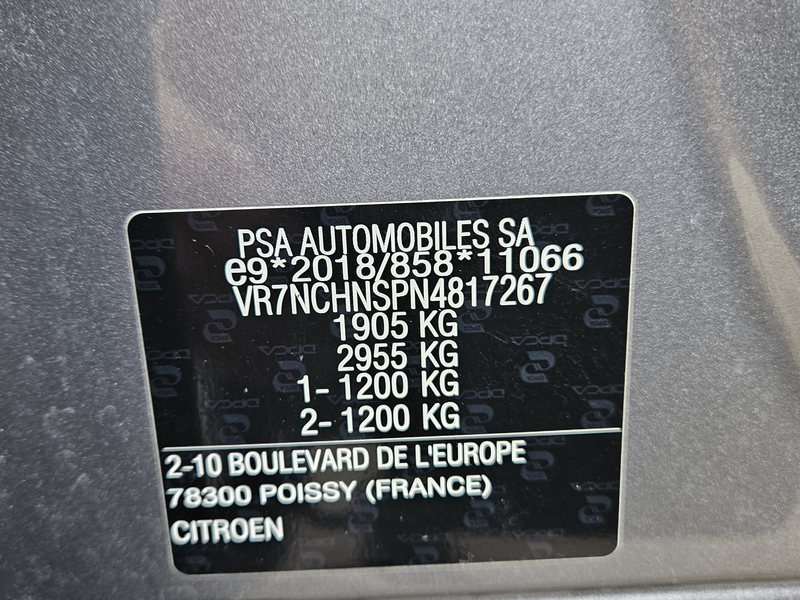 PSA AUTOMOBILES SA
e9*2018/858*11066
VR7NCHNSPN4817267
1905 KG
2955 KG
1- 1200 KG
2- 1200 KG
2-10 BOULEVARD DE L'EUROPE
78300 POISSY (FRANCE)
CITROEN